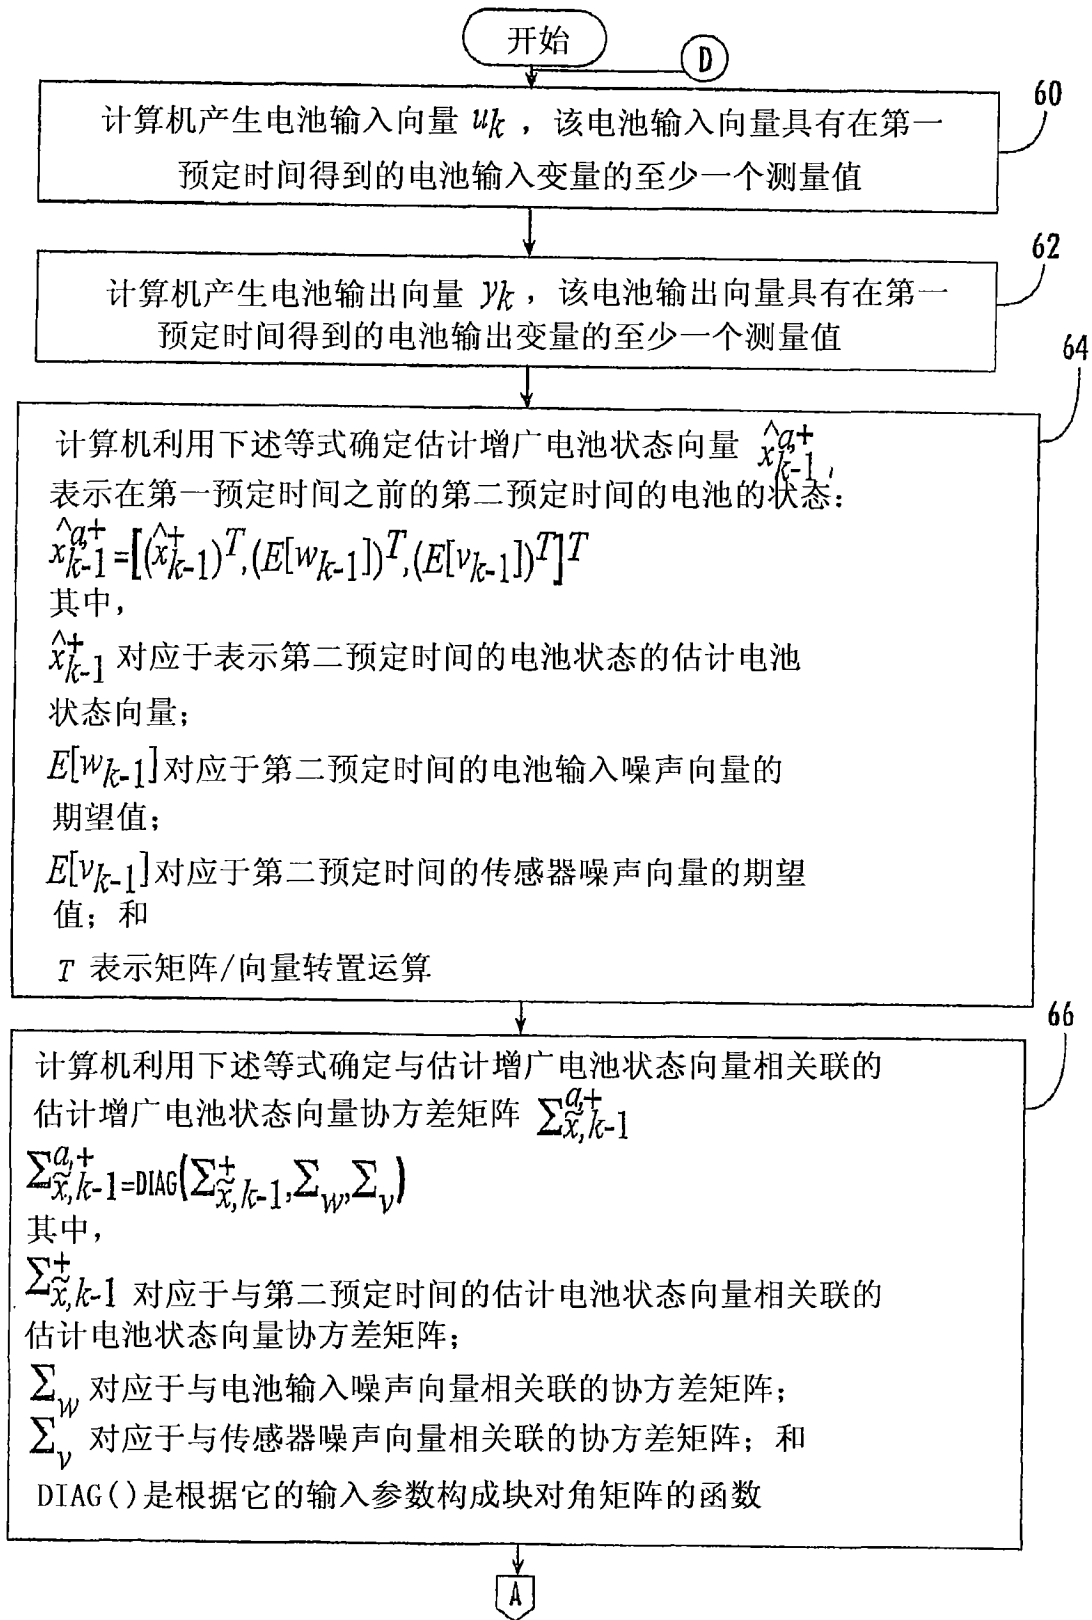 开始
D
60
计算机产生电池输入向量 u_k ，该电池输入向量具有在第一
预定时间得到的电池输入变量的至少一个测量值
62
计算机产生电池输出向量 y_k ，该电池输出向量具有在第一
预定时间得到的电池输出变量的至少一个测量值
64
计算机利用下述等式确定估计增广电池状态向量 x̂_{k-1}^{a,+}，
表示在第一预定时间之前的第二预定时间的电池的状态：
x̂_{k-1}^{a,+}=[(x̂_{k-1}^+)^T,(E[w_{k-1}])^T,(E[v_{k-1}])^T]^T
其中，
x̂_{k-1}^+ 对应于表示第二预定时间的电池状态的估计电池
状态向量；
E[w_{k-1}]对应于第二预定时间的电池输入噪声向量的
期望值；
E[v_{k-1}]对应于第二预定时间的传感器噪声向量的期望
值；和
T 表示矩阵/向量转置运算
66
计算机利用下述等式确定与估计增广电池状态向量相关联的
估计增广电池状态向量协方差矩阵 Σ_{x̃,k-1}^{a,+}
Σ_{x̃,k-1}^{a,+}=DIAG(Σ_{x̃,k-1}^+,Σ_w,Σ_v)
其中，
Σ_{x̃,k-1}^+ 对应于与第二预定时间的估计电池状态向量相关联的
估计电池状态向量协方差矩阵；
Σ_w 对应于与电池输入噪声向量相关联的协方差矩阵；
Σ_v 对应于与传感器噪声向量相关联的协方差矩阵；和
DIAG()是根据它的输入参数构成块对角矩阵的函数
A